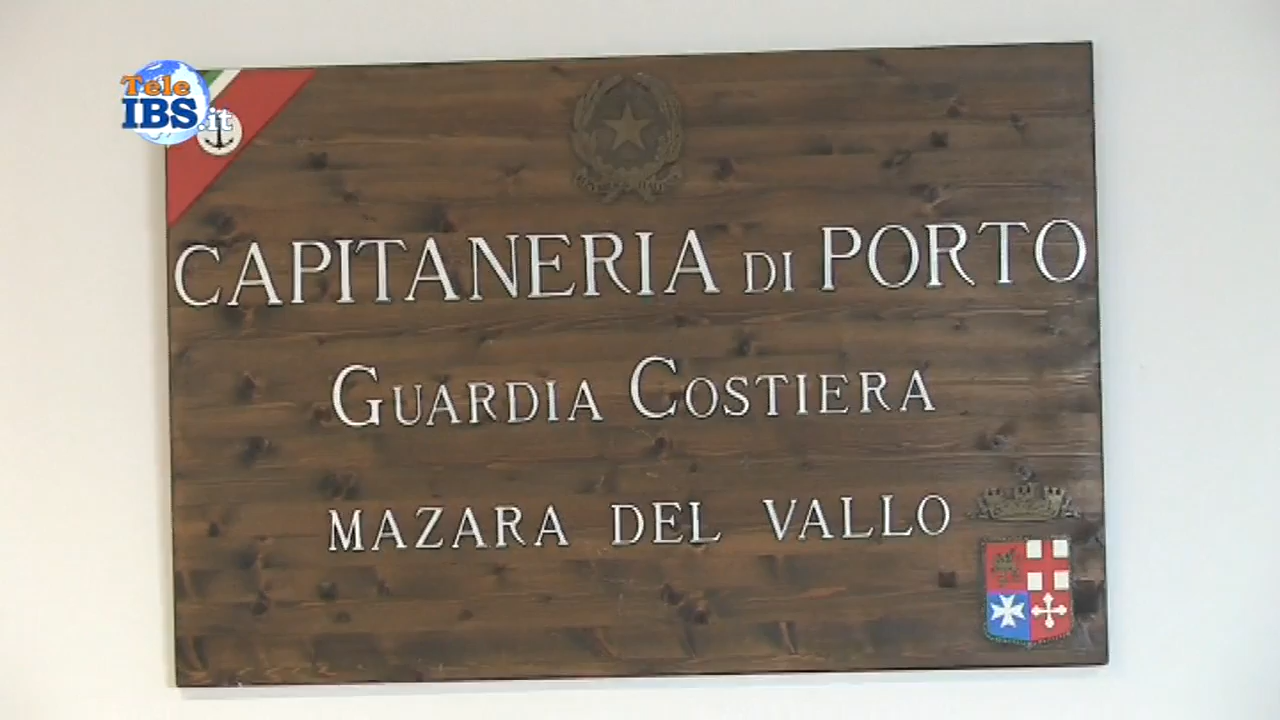 Tele
IBS.it
CAPITANERIA DI PORTO
GUARDIA COSTIERA
MAZARA DEL VALLO